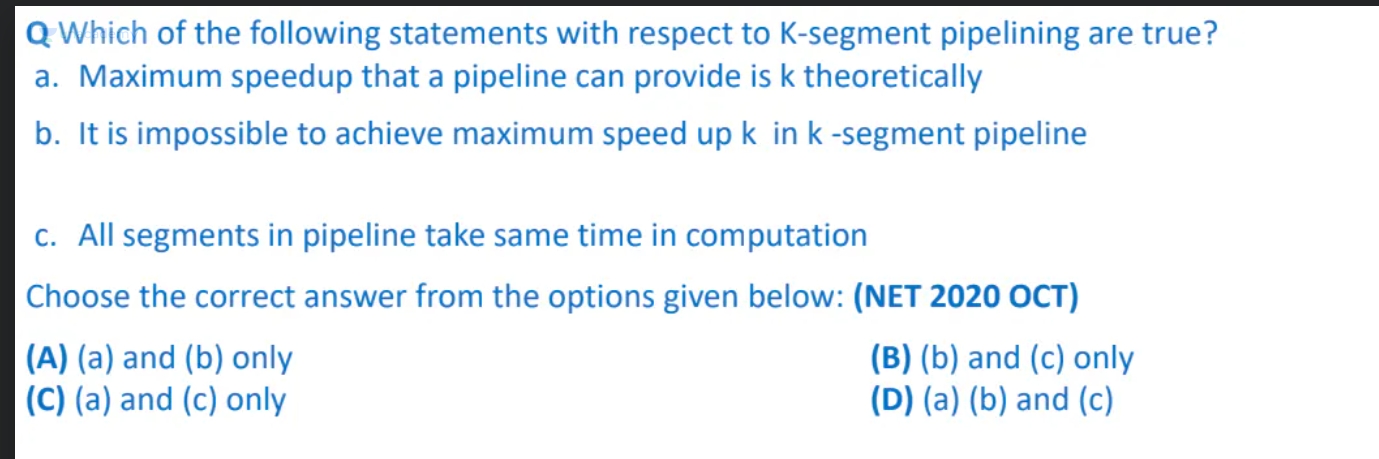 Q Which of the following statements with respect to K-segment pipelining are true?
a. Maximum speedup that a pipeline can provide is k theoretically
b. It is impossible to achieve maximum speed up k in k -segment pipeline
c. All segments in pipeline take same time in computation
Choose the correct answer from the options given below: (NET 2020 OCT)
(A) (a) and (b) only (B) (b) and (c) only
(C) (a) and (c) only (D) (a) (b) and (c)